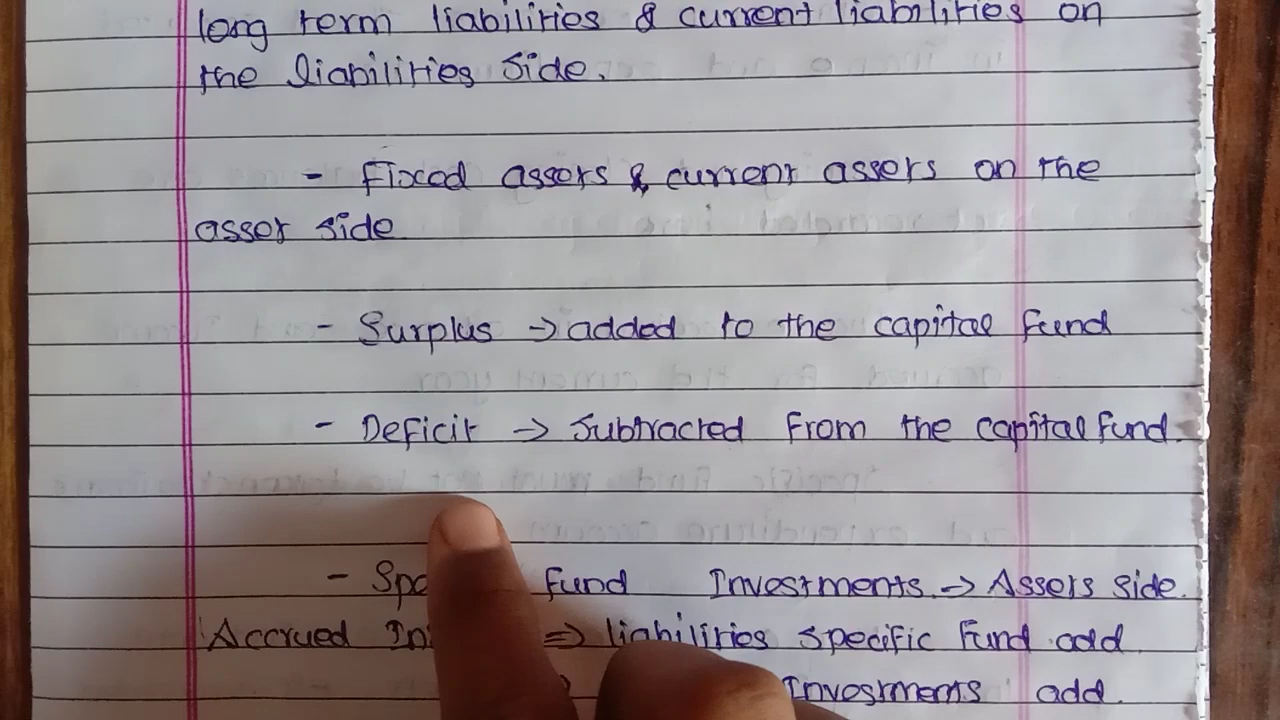 long term liabilities & current liabilities on
the liabilities side.
- Fixed assets & current assets on the
asset side
- Surplus → added to the capital fund
- Deficit → Subtracted from the capital fund.
- Fund Investments → Assets side.
Accrued ⇒ liabilities specific Fund add
Investments add.